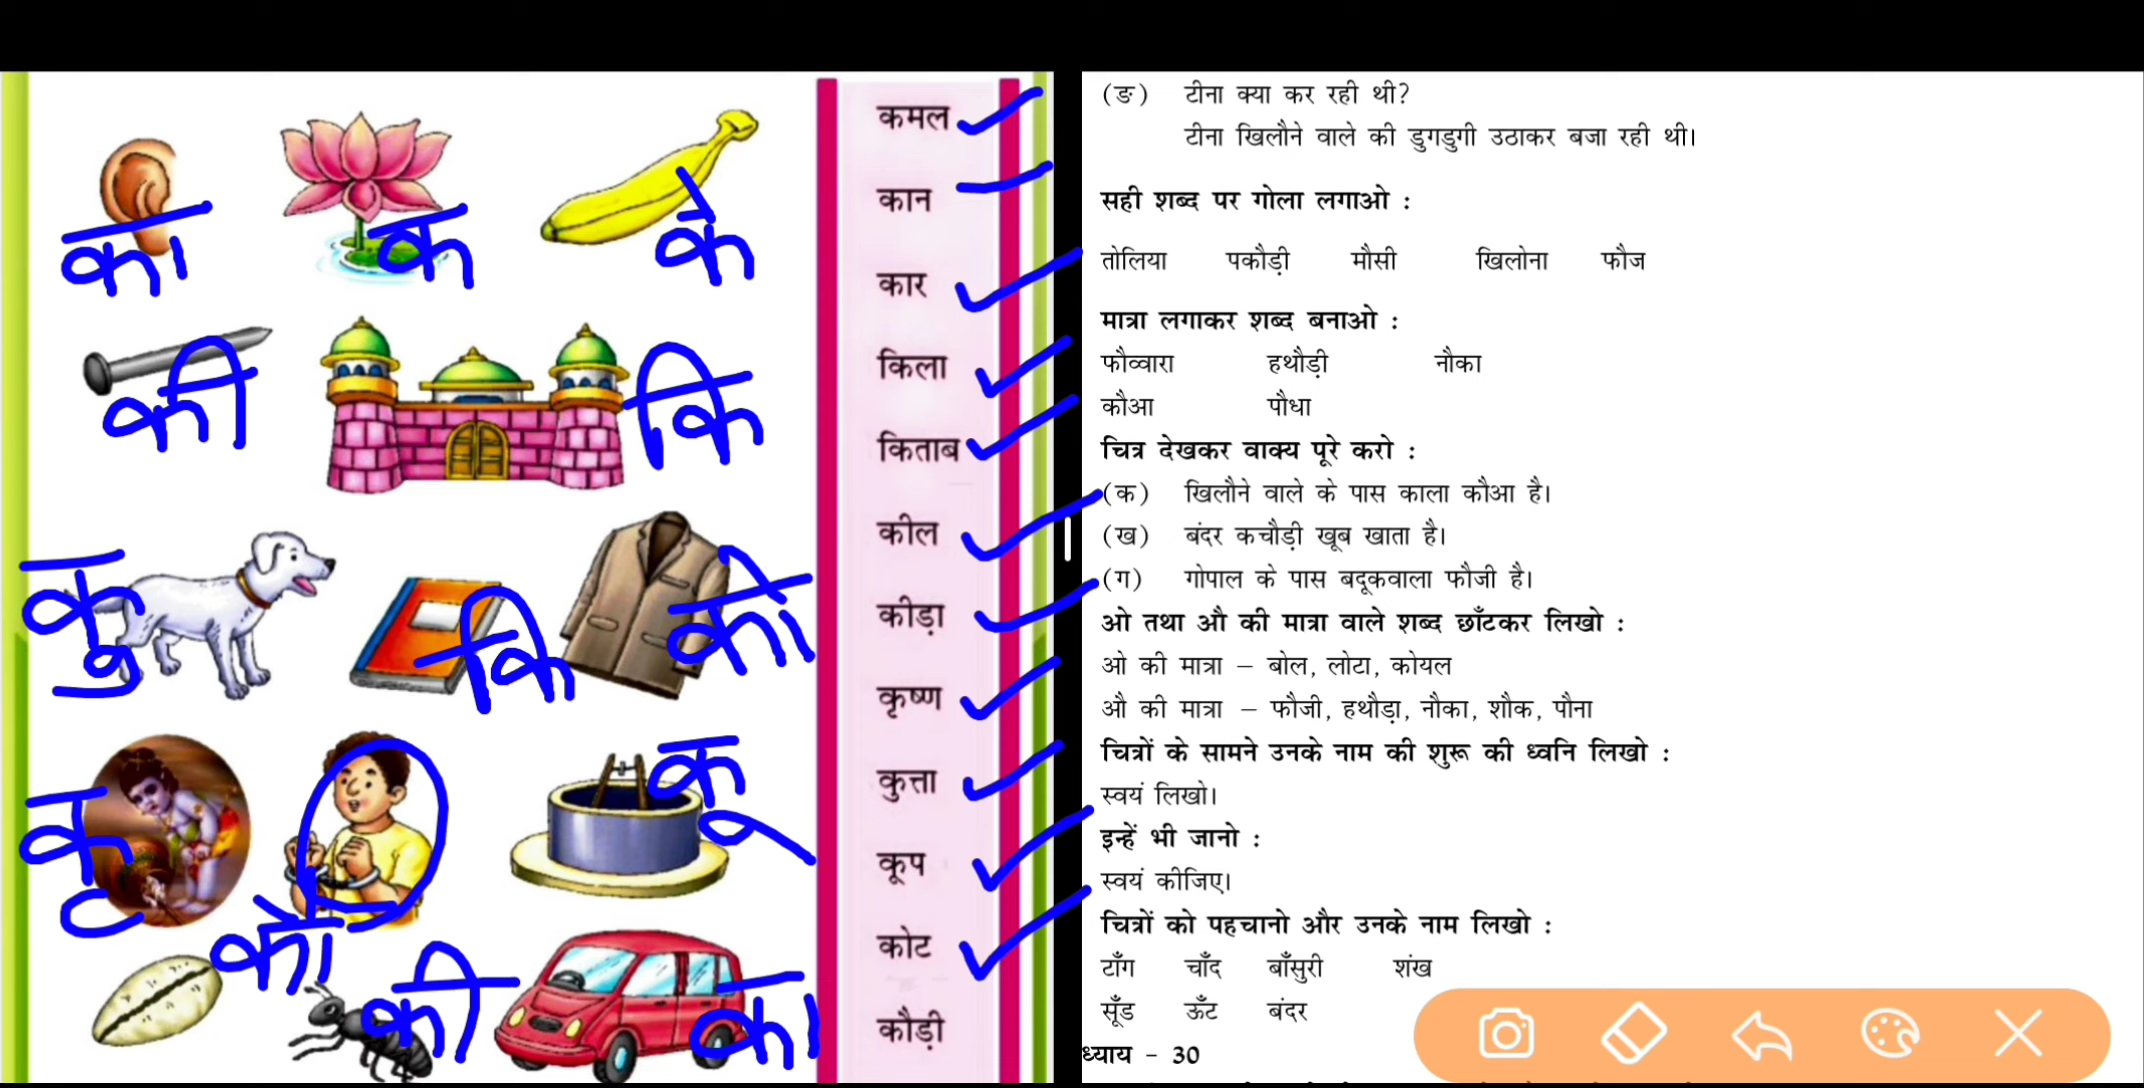 का क के
की कि
कु कि को
कृ कू
कौ
की का
कमल
कान
कार
किला
किताब
कील
कीड़ा
कृष्ण
कुत्ता
कूप
कोट
कौड़ी
(ङ) टीना क्या कर रही थी?
टीना खिलौने वाले की डुगडुगी उठाकर बजा रही थी।
सही शब्द पर गोला लगाओ :
तोलिया पकौड़ी मौसी खिलोना फौज
मात्रा लगाकर शब्द बनाओ :
फौव्वारा हथौड़ी नौका
कौआ पौधा
चित्र देखकर वाक्य पूरे करो :
(क) खिलौने वाले के पास काला कौआ है।
(ख) बंदर कचौड़ी खूब खाता है।
(ग) गोपाल के पास बदूकवाला फौजी है।
ओ तथा औ की मात्रा वाले शब्द छाँटकर लिखो :
ओ की मात्रा – बोल, लोटा, कोयल
औ की मात्रा – फौजी, हथौड़ा, नौका, शौक, पौना
चित्रों के सामने उनके नाम की शुरू की ध्वनि लिखो :
स्वयं लिखो।
इन्हें भी जानो :
स्वयं कीजिए।
चित्रों को पहचानो और उनके नाम लिखो :
टाँग चाँद बाँसुरी शंख
सूँड ऊँट बंदर
ध्याय - 30